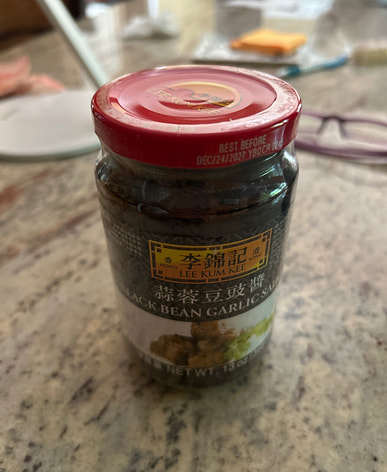 BEST BEFORE
DEC/24/2027 YBQCR
李錦記
LEE KUM KEE
蒜蓉豆豉醬
BLACK BEAN GARLIC SA
NET WT. 13 OZ